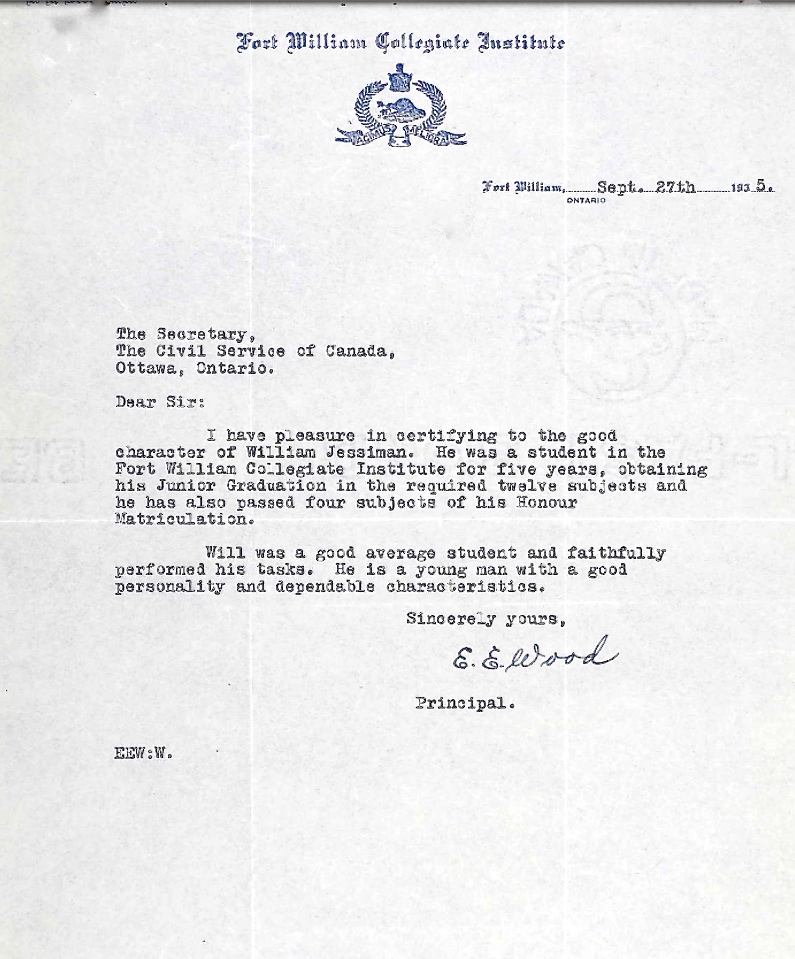 Fort William Collegiate Institute
AGIMUS MELIORA
Fort William, Sept. 27th 1935.
ONTARIO
The Secretary,
The Civil Service of Canada,
Ottawa, Ontario.
Dear Sir:
I have pleasure in certifying to the good
character of William Jessiman. He was a student in the
Fort William Collegiate Institute for five years, obtaining
his Junior Graduation in the required twelve subjects and
he has also passed four subjects of his Honour
Matriculation.
Will was a good average student and faithfully
performed his tasks. He is a young man with a good
personality and dependable characteristics.
Sincerely yours,
E. E. Wood
Principal.
EEW:W.